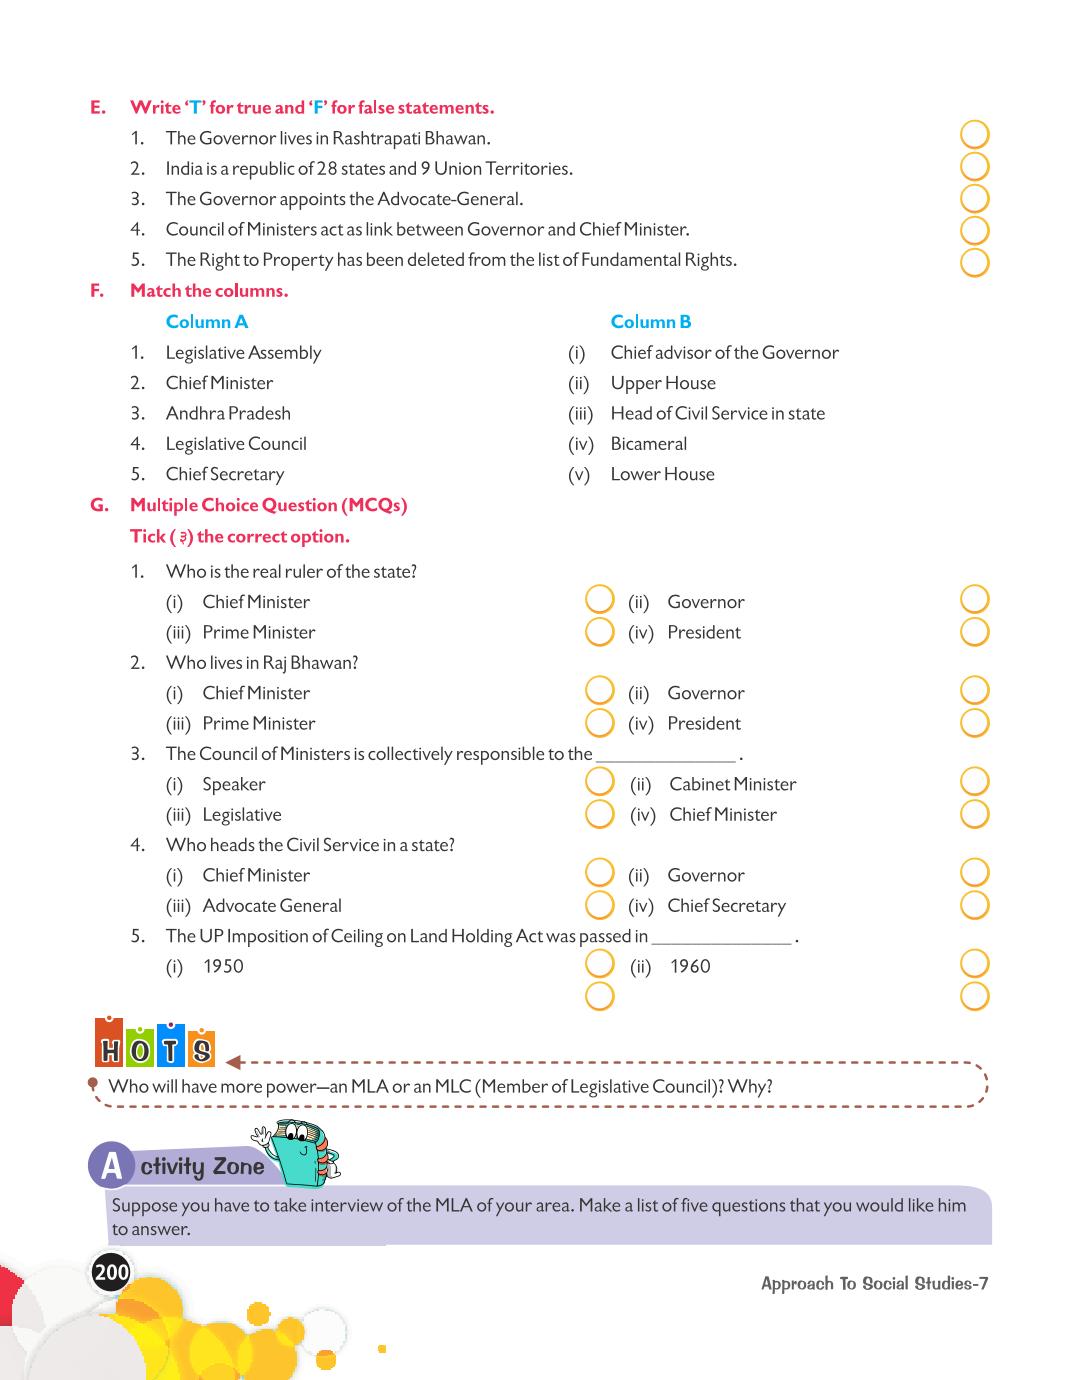 E. Write ‘T’ for true and ‘F’ for false statements.
1. The Governor lives in Rashtrapati Bhawan.
2. India is a republic of 28 states and 9 Union Territories.
3. The Governor appoints the Advocate-General.
4. Council of Ministers act as link between Governor and Chief Minister.
5. The Right to Property has been deleted from the list of Fundamental Rights.
F. Match the columns.
Column A Column B
1. Legislative Assembly (i) Chief advisor of the Governor
2. Chief Minister (ii) Upper House
3. Andhra Pradesh (iii) Head of Civil Service in state
4. Legislative Council (iv) Bicameral
5. Chief Secretary (v) Lower House
G. Multiple Choice Question (MCQs)
Tick (३) the correct option.
1. Who is the real ruler of the state?
(i) Chief Minister (ii) Governor
(iii) Prime Minister (iv) President
2. Who lives in Raj Bhawan?
(i) Chief Minister (ii) Governor
(iii) Prime Minister (iv) President
3. The Council of Ministers is collectively responsible to the ______________ .
(i) Speaker (ii) Cabinet Minister
(iii) Legislative (iv) Chief Minister
4. Who heads the Civil Service in a state?
(i) Chief Minister (ii) Governor
(iii) Advocate General (iv) Chief Secretary
5. The UP Imposition of Ceiling on Land Holding Act was passed in ______________ .
(i) 1950 (ii) 1960
HOTS
Who will have more power—an MLA or an MLC (Member of Legislative Council)? Why?
Activity Zone
Suppose you have to take interview of the MLA of your area. Make a list of five questions that you would like him
to answer.
200
Approach To Social Studies-7